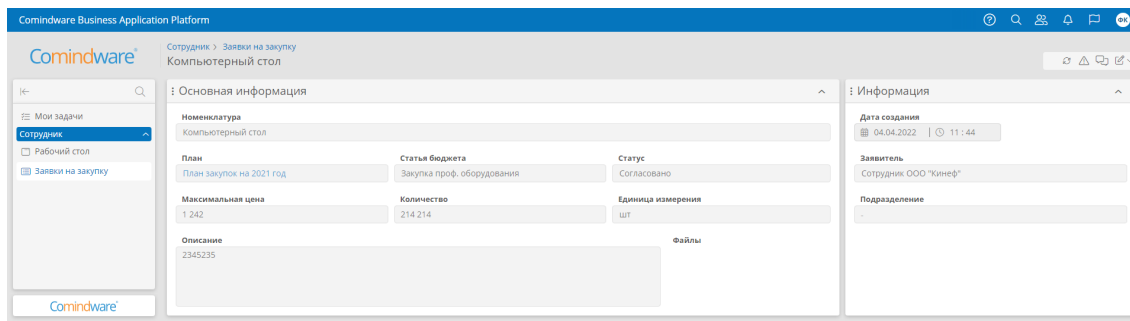 Comindware Business Application Platform
ФК
Comindware
Сотрудник > Заявки на закупку
Компьютерный стол
Мои задачи
Сотрудник
Рабочий стол
Заявки на закупку
Comindware
Основная информация
Номенклатура
Компьютерный стол
План Статья бюджета Статус
План закупок на 2021 год Закупка проф. оборудования Согласовано
Максимальная цена Количество Единица измерения
1 242 214 214 шт
Описание Файлы
2345235
Информация
Дата создания
04.04.2022 11 : 44
Заявитель
Сотрудник ООО "Кинеф"
Подразделение
-